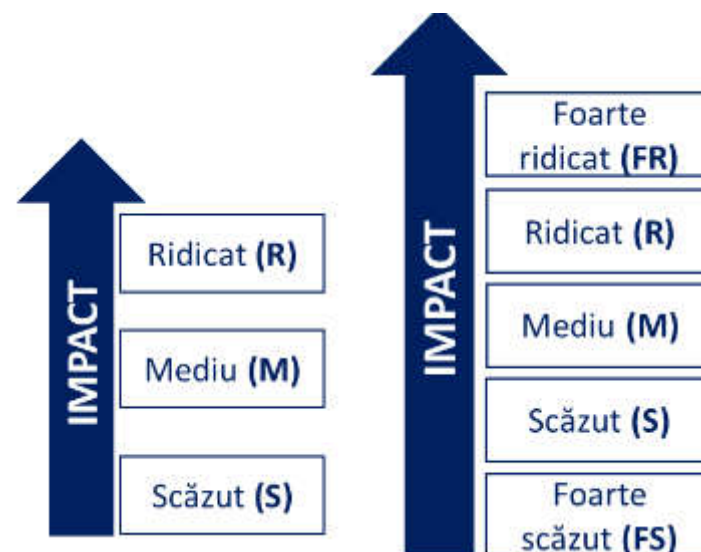 IMPACT
Ridicat (R)
Mediu (M)
Scăzut (S)
IMPACT
Foarte
ridicat (FR)
Ridicat (R)
Mediu (M)
Scăzut (S)
Foarte
scăzut (FS)